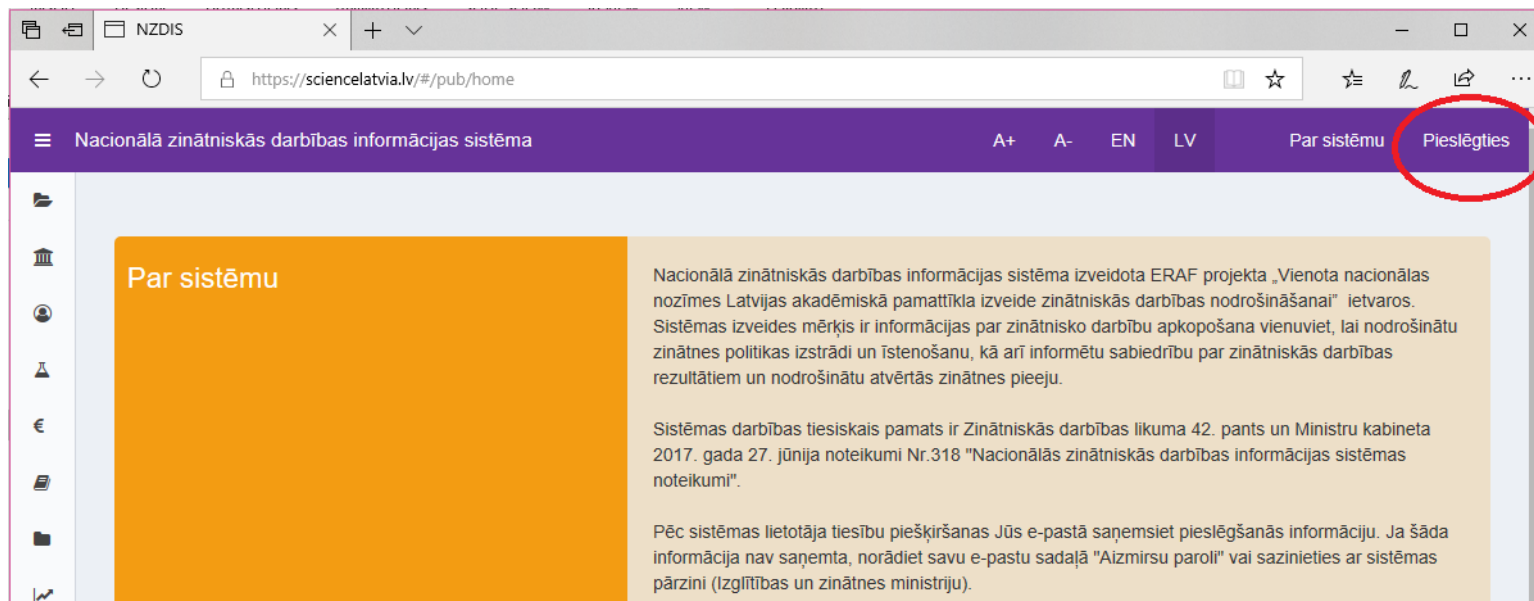 NZDIS
https://sciencelatvia.lv/#/pub/home
Nacionālā zinātniskās darbības informācijas sistēma
A+ A- EN LV Par sistēmu Pieslēgties
Par sistēmu
Nacionālā zinātniskās darbības informācijas sistēma izveidota ERAF projekta „Vienota nacionālas
nozīmes Latvijas akadēmiskā pamattīkla izveide zinātniskās darbības nodrošināšanai” ietvaros.
Sistēmas izveides mērķis ir informācijas par zinātnisko darbību apkopošana vienuviet, lai nodrošinātu
zinātnes politikas izstrādi un īstenošanu, kā arī informētu sabiedrību par zinātniskās darbības
rezultātiem un nodrošinātu atvērtās zinātnes pieeju.
Sistēmas darbības tiesiskais pamats ir Zinātniskās darbības likuma 42. pants un Ministru kabineta
2017. gada 27. jūnija noteikumi Nr.318 "Nacionālās zinātniskās darbības informācijas sistēmas
noteikumi".
Pēc sistēmas lietotāja tiesību piešķiršanas Jūs e-pastā saņemsiet pieslēgšanās informāciju. Ja šāda
informācija nav saņemta, norādiet savu e-pastu sadaļā "Aizmirsu paroli" vai sazinieties ar sistēmas
pārzini (Izglītības un zinātnes ministriju).